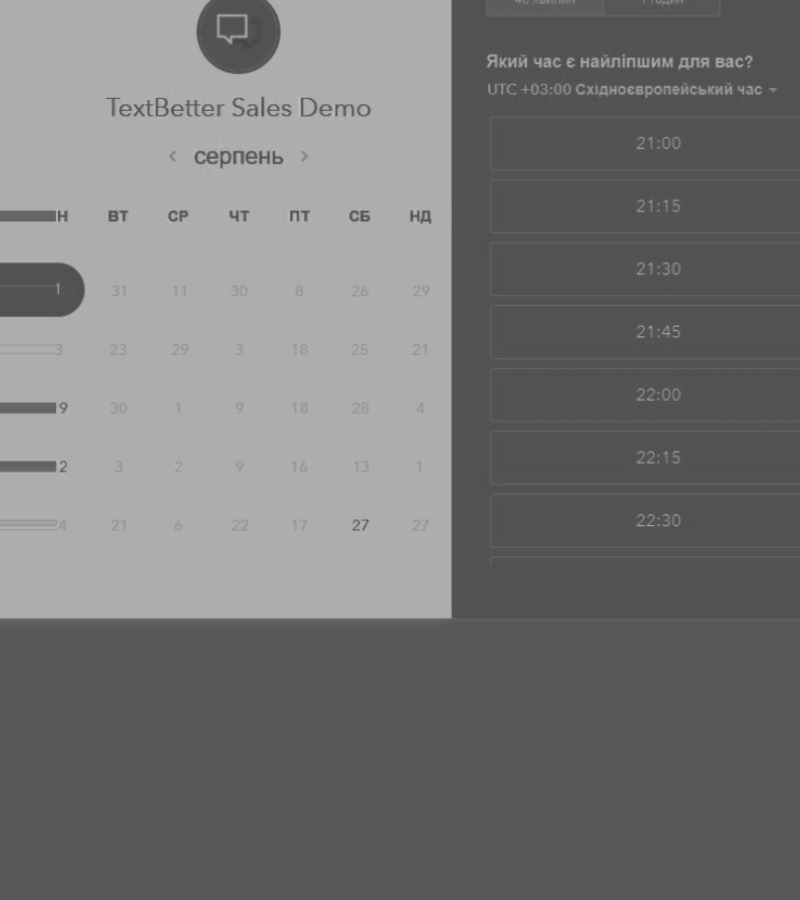 TextBetter Sales Demo
‹ серпень ›
Н ВТ СР ЧТ ПТ СБ НД
1 31 11 30 8 26 29
3 23 29 3 18 25 21
9 30 1 9 18 28 4
2 3 2 9 16 13 1
4 21 6 22 17 27 27
Який час є найліпшим для вас?
UTC +03:00 Східноєвропейський час
21:00
21:15
21:30
21:45
22:00
22:15
22:30